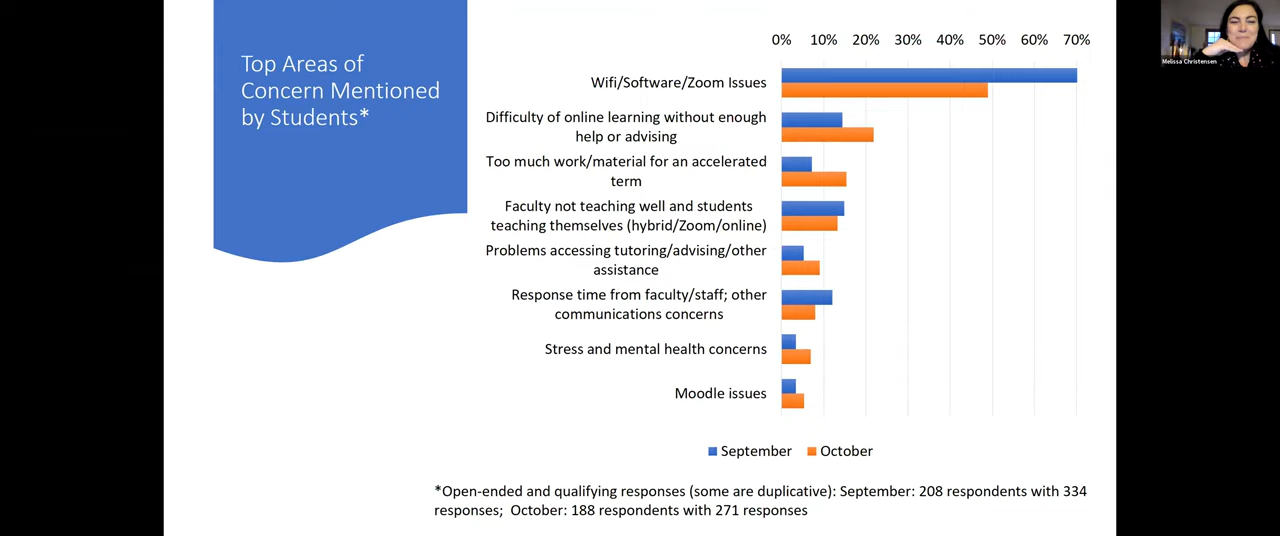 Top Areas of
Concern Mentioned
by Students*
0% 10% 20% 30% 40% 50% 60% 70%
Wifi/Software/Zoom Issues
Difficulty of online learning without enough
help or advising
Too much work/material for an accelerated
term
Faculty not teaching well and students
teaching themselves (hybrid/Zoom/online)
Problems accessing tutoring/advising/other
assistance
Response time from faculty/staff; other
communications concerns
Stress and mental health concerns
Moodle issues
September October
*Open-ended and qualifying responses (some are duplicative): September: 208 respondents with 334
responses; October: 188 respondents with 271 responses
Melissa Christensen